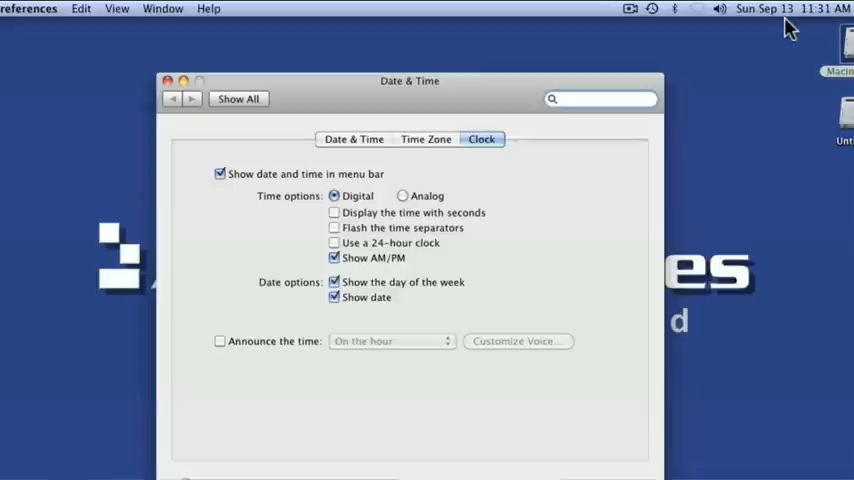 references Edit View Window Help Sun Sep 13 11:31 AM
Date & Time
Show All
Macin
Date & Time Time Zone Clock
Unt
Show date and time in menu bar
Time options: Digital Analog
Display the time with seconds
Flash the time separators
Use a 24-hour clock
Show AM/PM
es
Date options: Show the day of the week
Show date
d
Announce the time: On the hour Customize Voice...